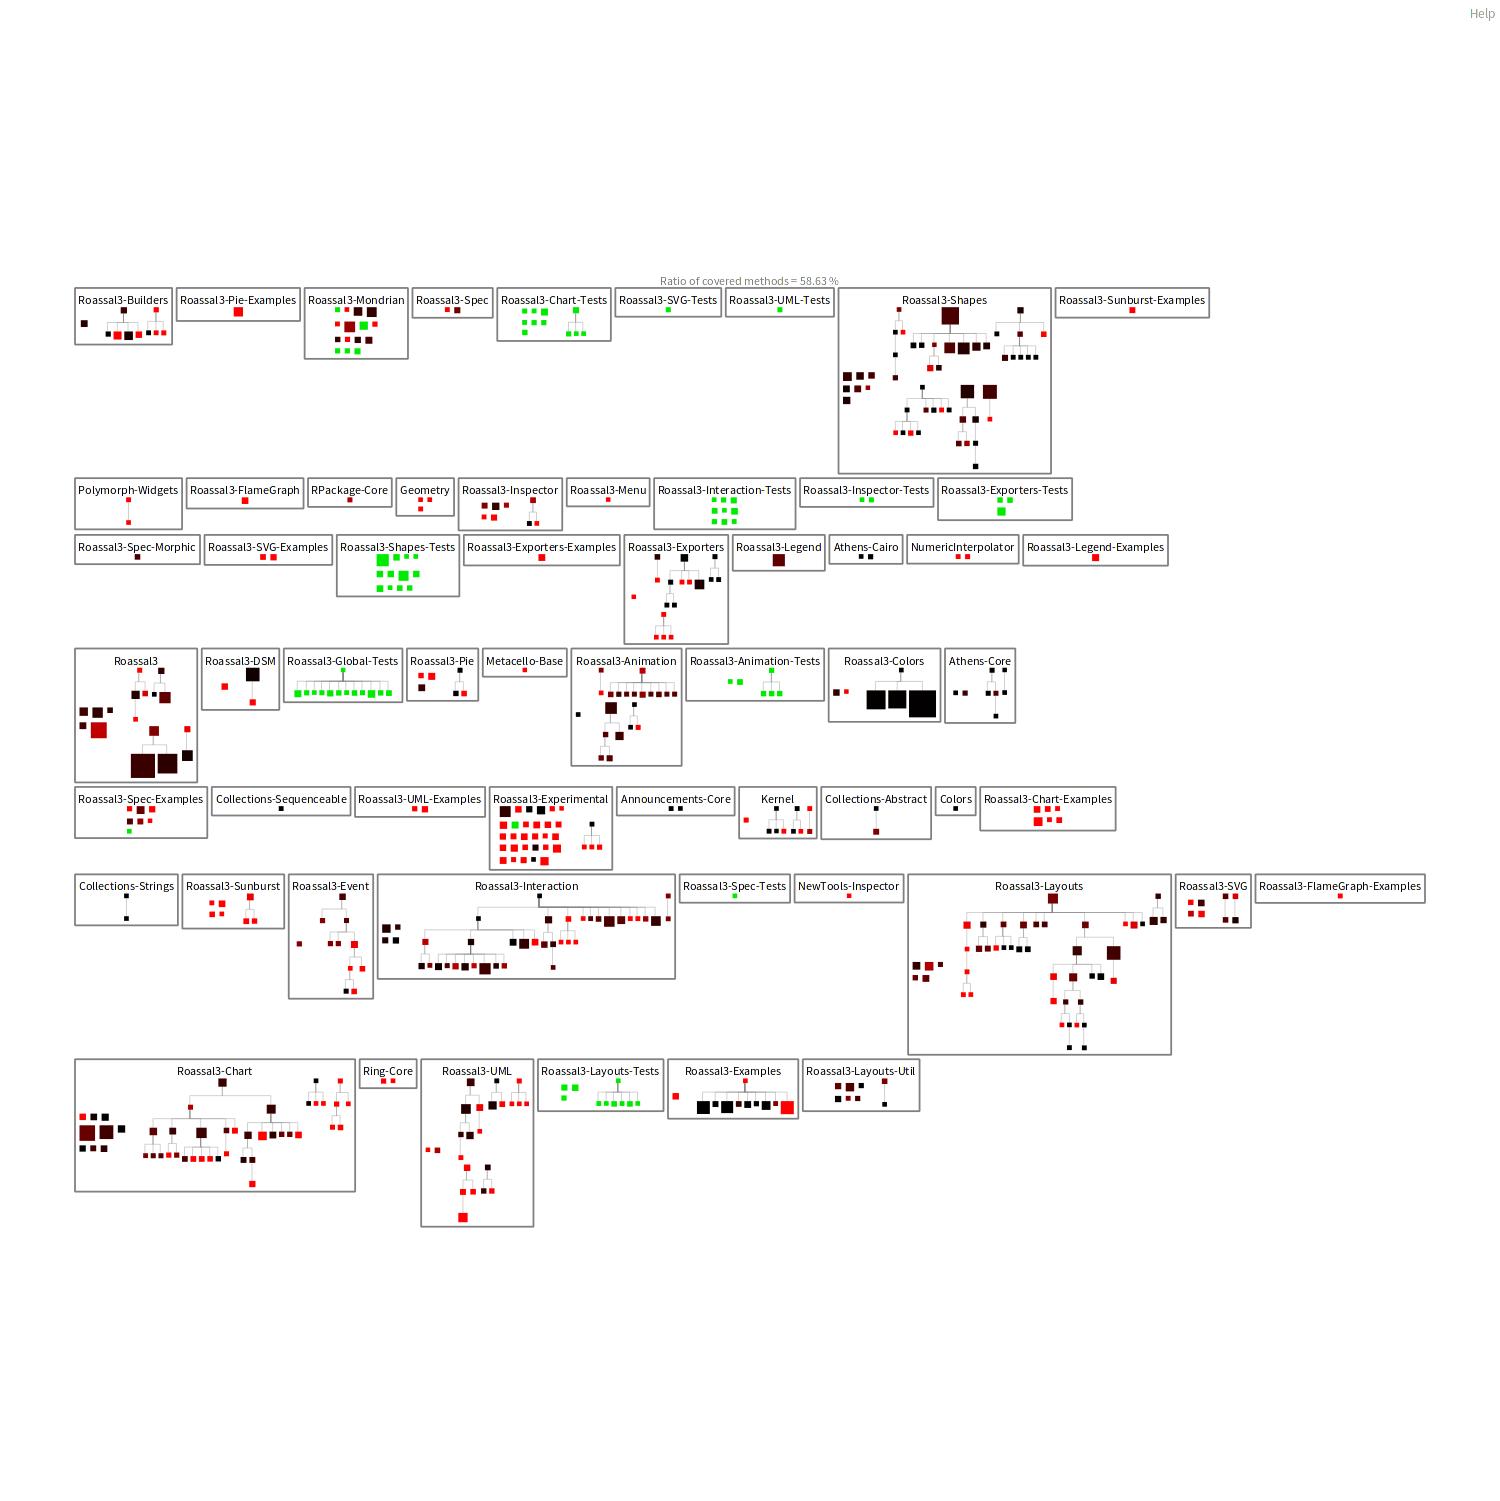 Help
Ratio of covered methods = 58.63 %
Roassal3-Builders
Roassal3-Pie-Examples
Roassal3-Mondrian
Roassal3-Spec
Roassal3-Chart-Tests
Roassal3-SVG-Tests
Roassal3-UML-Tests
Roassal3-Shapes
Roassal3-Sunburst-Examples
Polymorph-Widgets
Roassal3-FlameGraph
RPackage-Core
Geometry
Roassal3-Inspector
Roassal3-Menu
Roassal3-Interaction-Tests
Roassal3-Inspector-Tests
Roassal3-Exporters-Tests
Roassal3-Spec-Morphic
Roassal3-SVG-Examples
Roassal3-Shapes-Tests
Roassal3-Exporters-Examples
Roassal3-Exporters
Roassal3-Legend
Athens-Cairo
NumericInterpolator
Roassal3-Legend-Examples
Roassal3
Roassal3-DSM
Roassal3-Global-Tests
Roassal3-Pie
Metacello-Base
Roassal3-Animation
Roassal3-Animation-Tests
Roassal3-Colors
Athens-Core
Roassal3-Spec-Examples
Collections-Sequenceable
Roassal3-UML-Examples
Roassal3-Experimental
Announcements-Core
Kernel
Collections-Abstract
Colors
Roassal3-Chart-Examples
Collections-Strings
Roassal3-Sunburst
Roassal3-Event
Roassal3-Interaction
Roassal3-Spec-Tests
NewTools-Inspector
Roassal3-Layouts
Roassal3-SVG
Roassal3-FlameGraph-Examples
Roassal3-Chart
Ring-Core
Roassal3-UML
Roassal3-Layouts-Tests
Roassal3-Examples
Roassal3-Layouts-Util